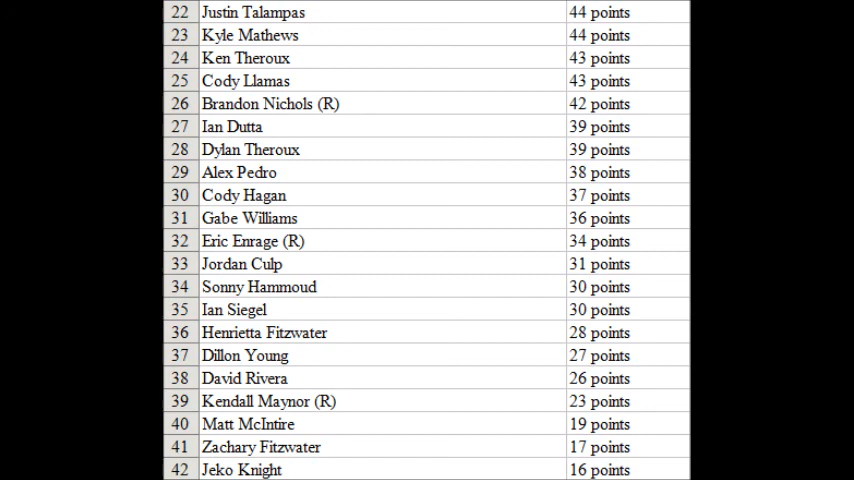 22 Justin Talampas 44 points
23 Kyle Mathews 44 points
24 Ken Theroux 43 points
25 Cody Llamas 43 points
26 Brandon Nichols (R) 42 points
27 Ian Dutta 39 points
28 Dylan Theroux 39 points
29 Alex Pedro 38 points
30 Cody Hagan 37 points
31 Gabe Williams 36 points
32 Eric Enrage (R) 34 points
33 Jordan Culp 31 points
34 Sonny Hammoud 30 points
35 Ian Siegel 30 points
36 Henrietta Fitzwater 28 points
37 Dillon Young 27 points
38 David Rivera 26 points
39 Kendall Maynor (R) 23 points
40 Matt McIntire 19 points
41 Zachary Fitzwater 17 points
42 Jeko Knight 16 points